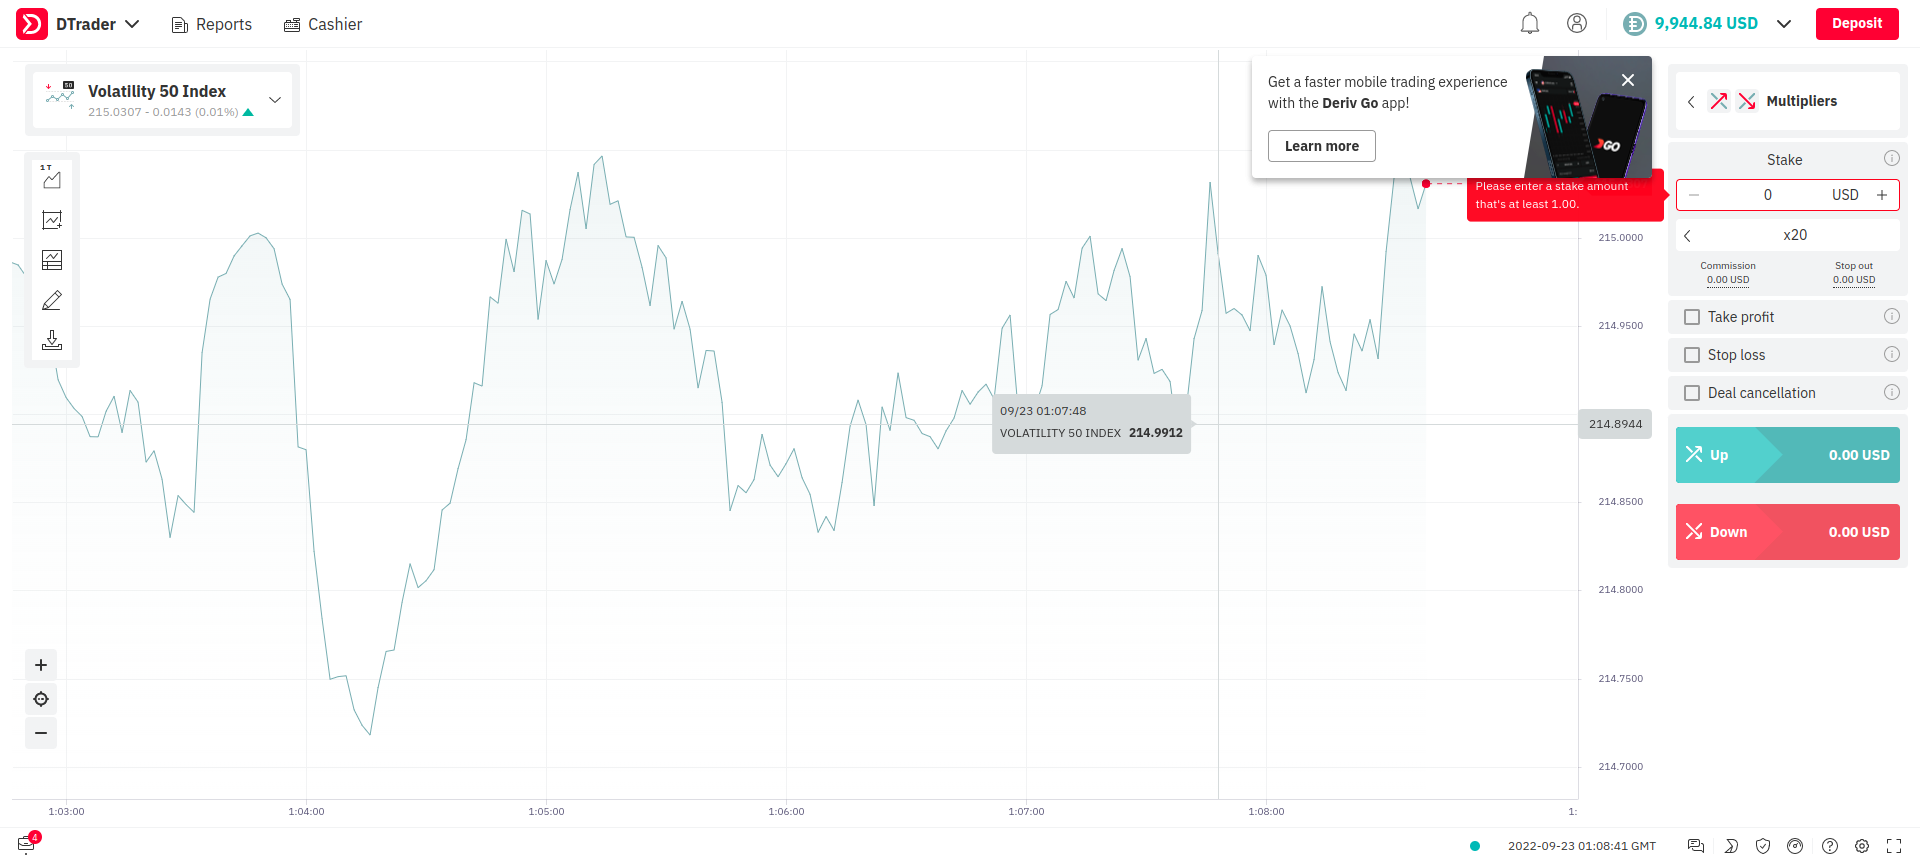 DTrader
Reports
Cashier
9,944.84 USD
Deposit
50
Volatility 50 Index
215.0307 - 0.0143 (0.01%)
1 T
Get a faster mobile trading experience
with the Deriv Go app!
Learn more
GO
Multipliers
Stake
0
USD
Please enter a stake amount
that's at least 1.00.
x20
Commission
0.00 USD
Stop out
0.00 USD
Take profit
Stop loss
Deal cancellation
Up
0.00 USD
Down
0.00 USD
09/23 01:07:48
VOLATILITY 50 INDEX 214.9912
215.0000
214.9500
214.8944
214.8500
214.8000
214.7500
214.7000
1:03:00
1:04:00
1:05:00
1:06:00
1:07:00
1:08:00
1:
4
2022-09-23 01:08:41 GMT